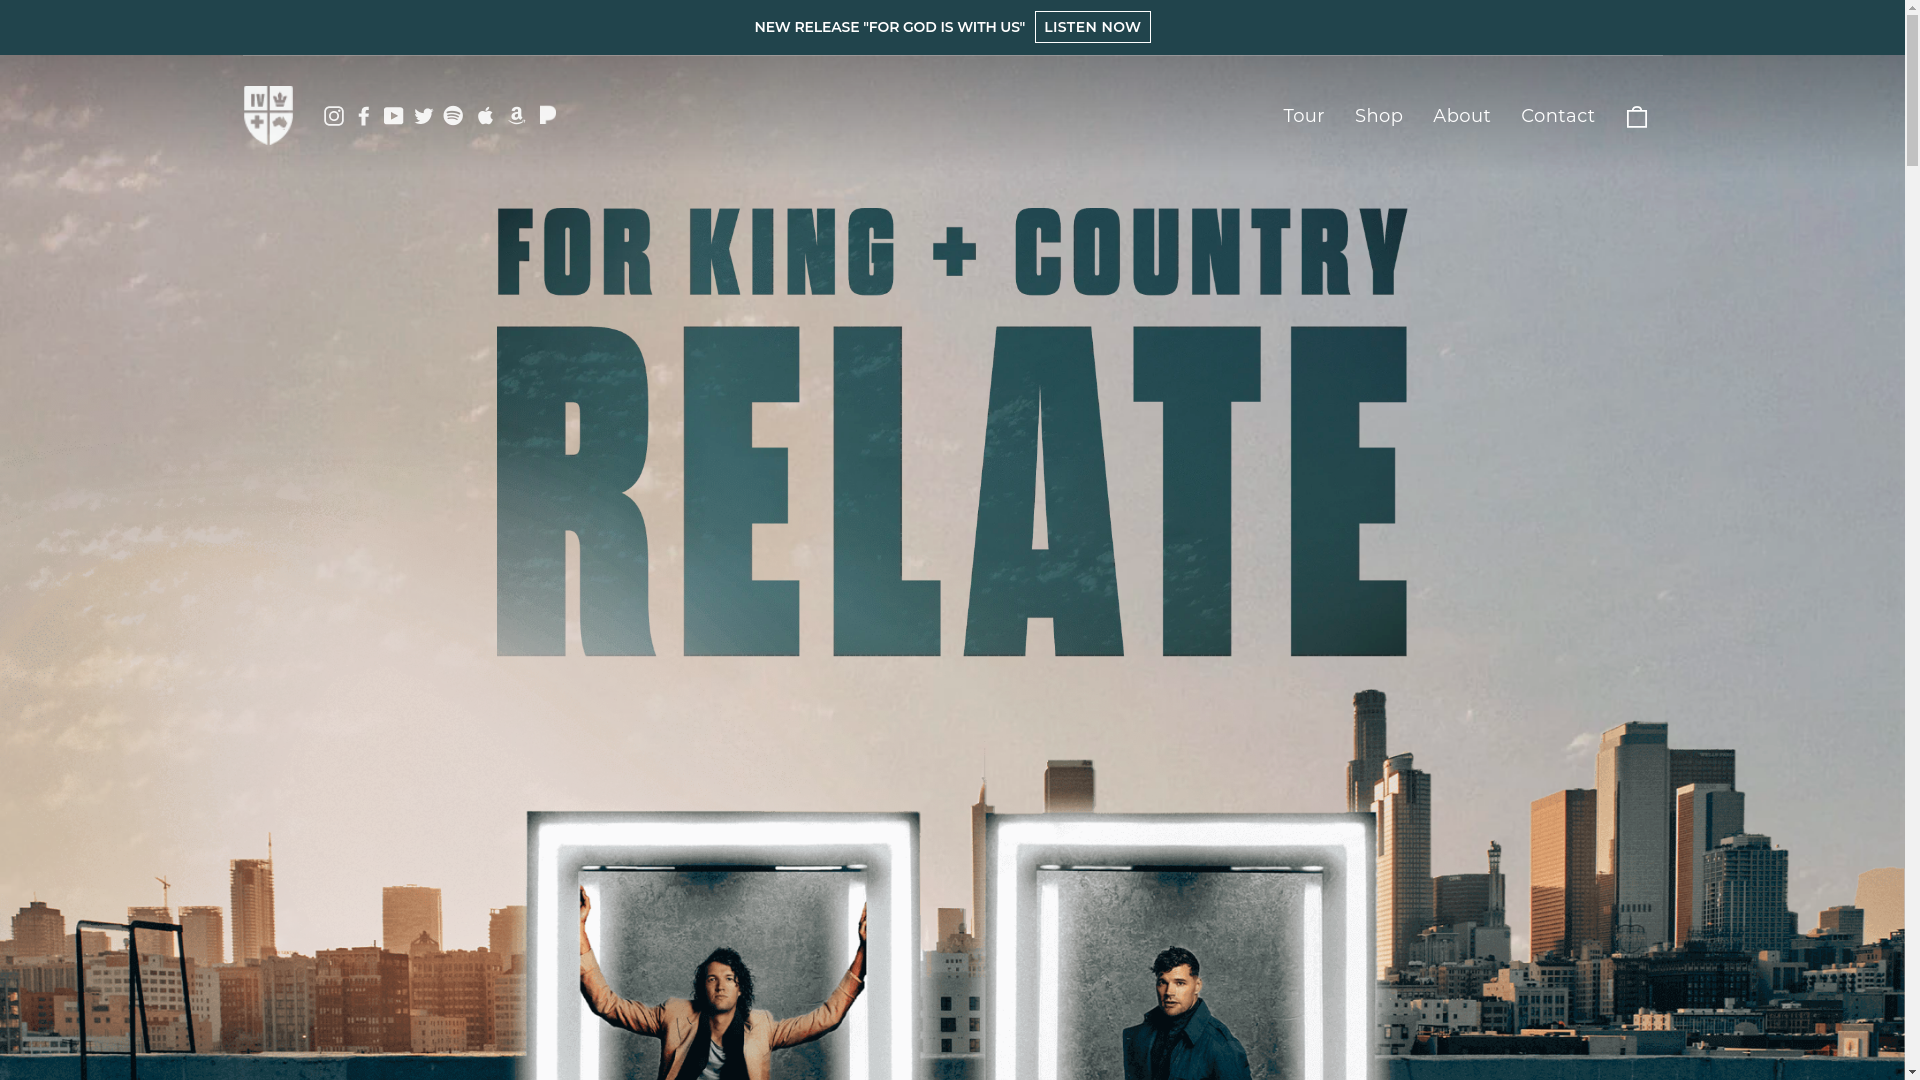 NEW RELEASE "FOR GOD IS WITH US" LISTEN NOW
IV
Tour Shop About Contact
FOR KING + COUNTRY
RELATE